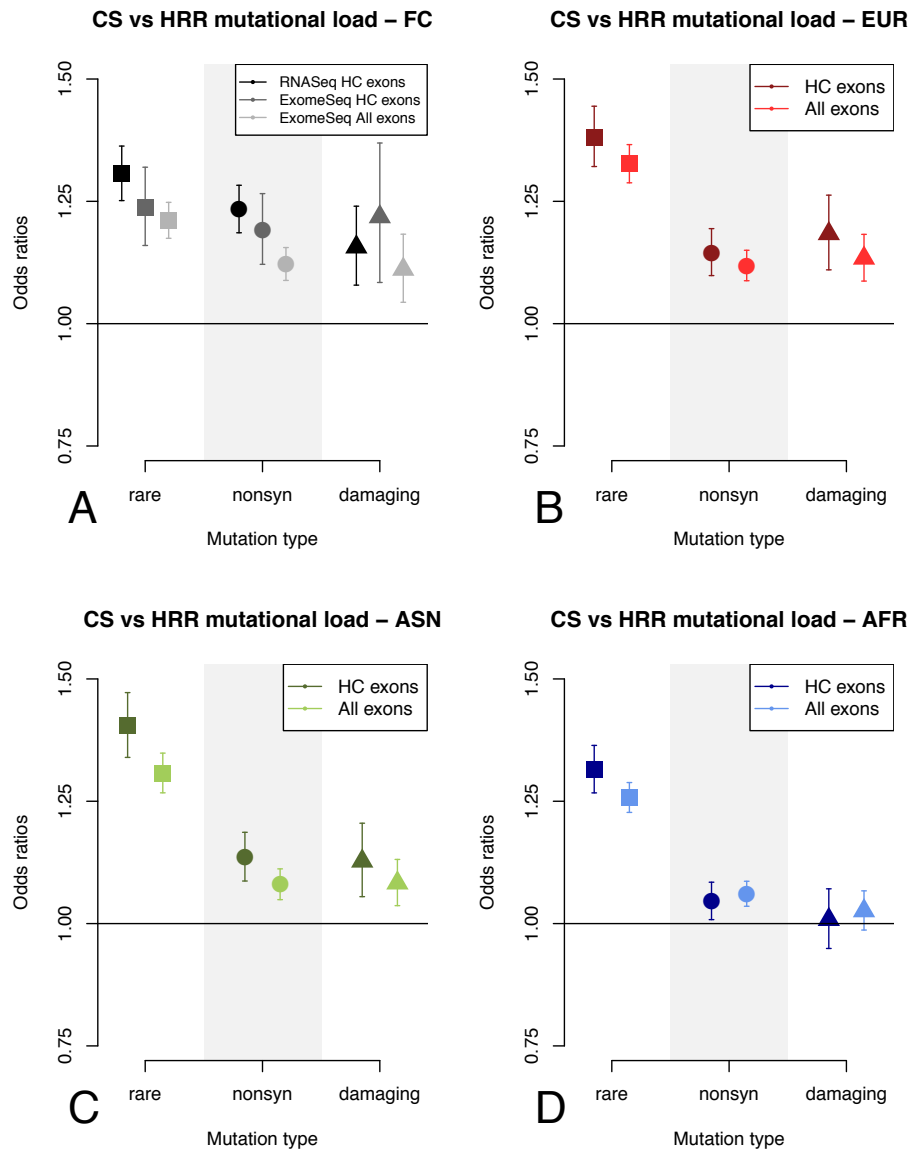 CS vs HRR mutational load – FC
RNASeq HC exons
ExomeSeq HC exons
ExomeSeq All exons
Odds ratios
1.50
1.25
1.00
0.75
rare nonsyn damaging
Mutation type
A
CS vs HRR mutational load – EUR
HC exons
All exons
Odds ratios
1.50
1.25
1.00
0.75
rare nonsyn damaging
Mutation type
B
CS vs HRR mutational load – ASN
HC exons
All exons
Odds ratios
1.50
1.25
1.00
0.75
rare nonsyn damaging
Mutation type
C
CS vs HRR mutational load – AFR
HC exons
All exons
Odds ratios
1.50
1.25
1.00
0.75
rare nonsyn damaging
Mutation type
D